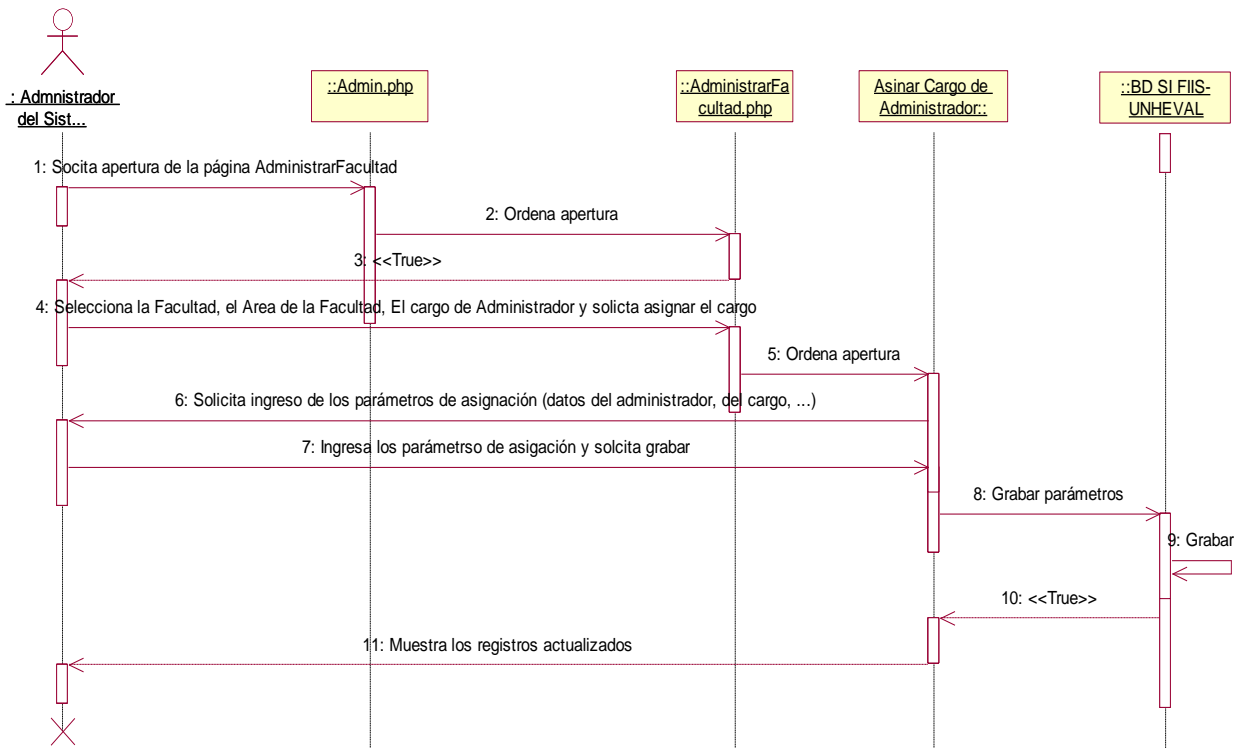 : Admnistrador
del Sist...
::Admin.php
::AdministrarFa
cultad.php
Asinar Cargo de
Administrador::
::BD SI FIIS-
UNHEVAL
1: Socita apertura de la página AdministrarFacultad
2: Ordena apertura
3: <<True>>
4: Selecciona la Facultad, el Area de la Facultad, El cargo de Administrador y solicta asignar el cargo
5: Ordena apertura
6: Solicita ingreso de los parámetros de asignación (datos del administrador, del cargo, ...)
7: Ingresa los parámetrso de asigación y solcita grabar
8: Grabar parámetros
9: Grabar
10: <<True>>
11: Muestra los registros actualizados